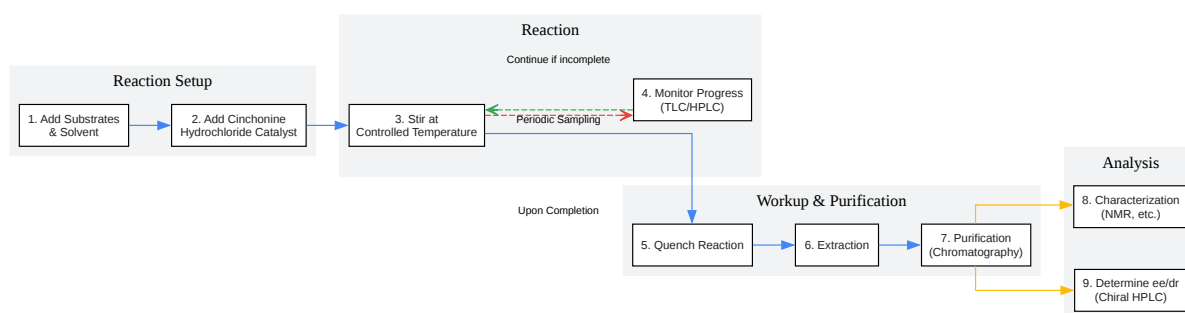 Reaction
Continue if incomplete
Reaction Setup
1. Add Substrates
& Solvent
2. Add Cinchonine
Hydrochloride Catalyst
3. Stir at
Controlled Temperature
4. Monitor Progress
(TLC/HPLC)
Periodic Sampling
Upon Completion
Workup & Purification
5. Quench Reaction
6. Extraction
7. Purification
(Chromatography)
Analysis
8. Characterization
(NMR, etc.)
9. Determine ee/dr
(Chiral HPLC)